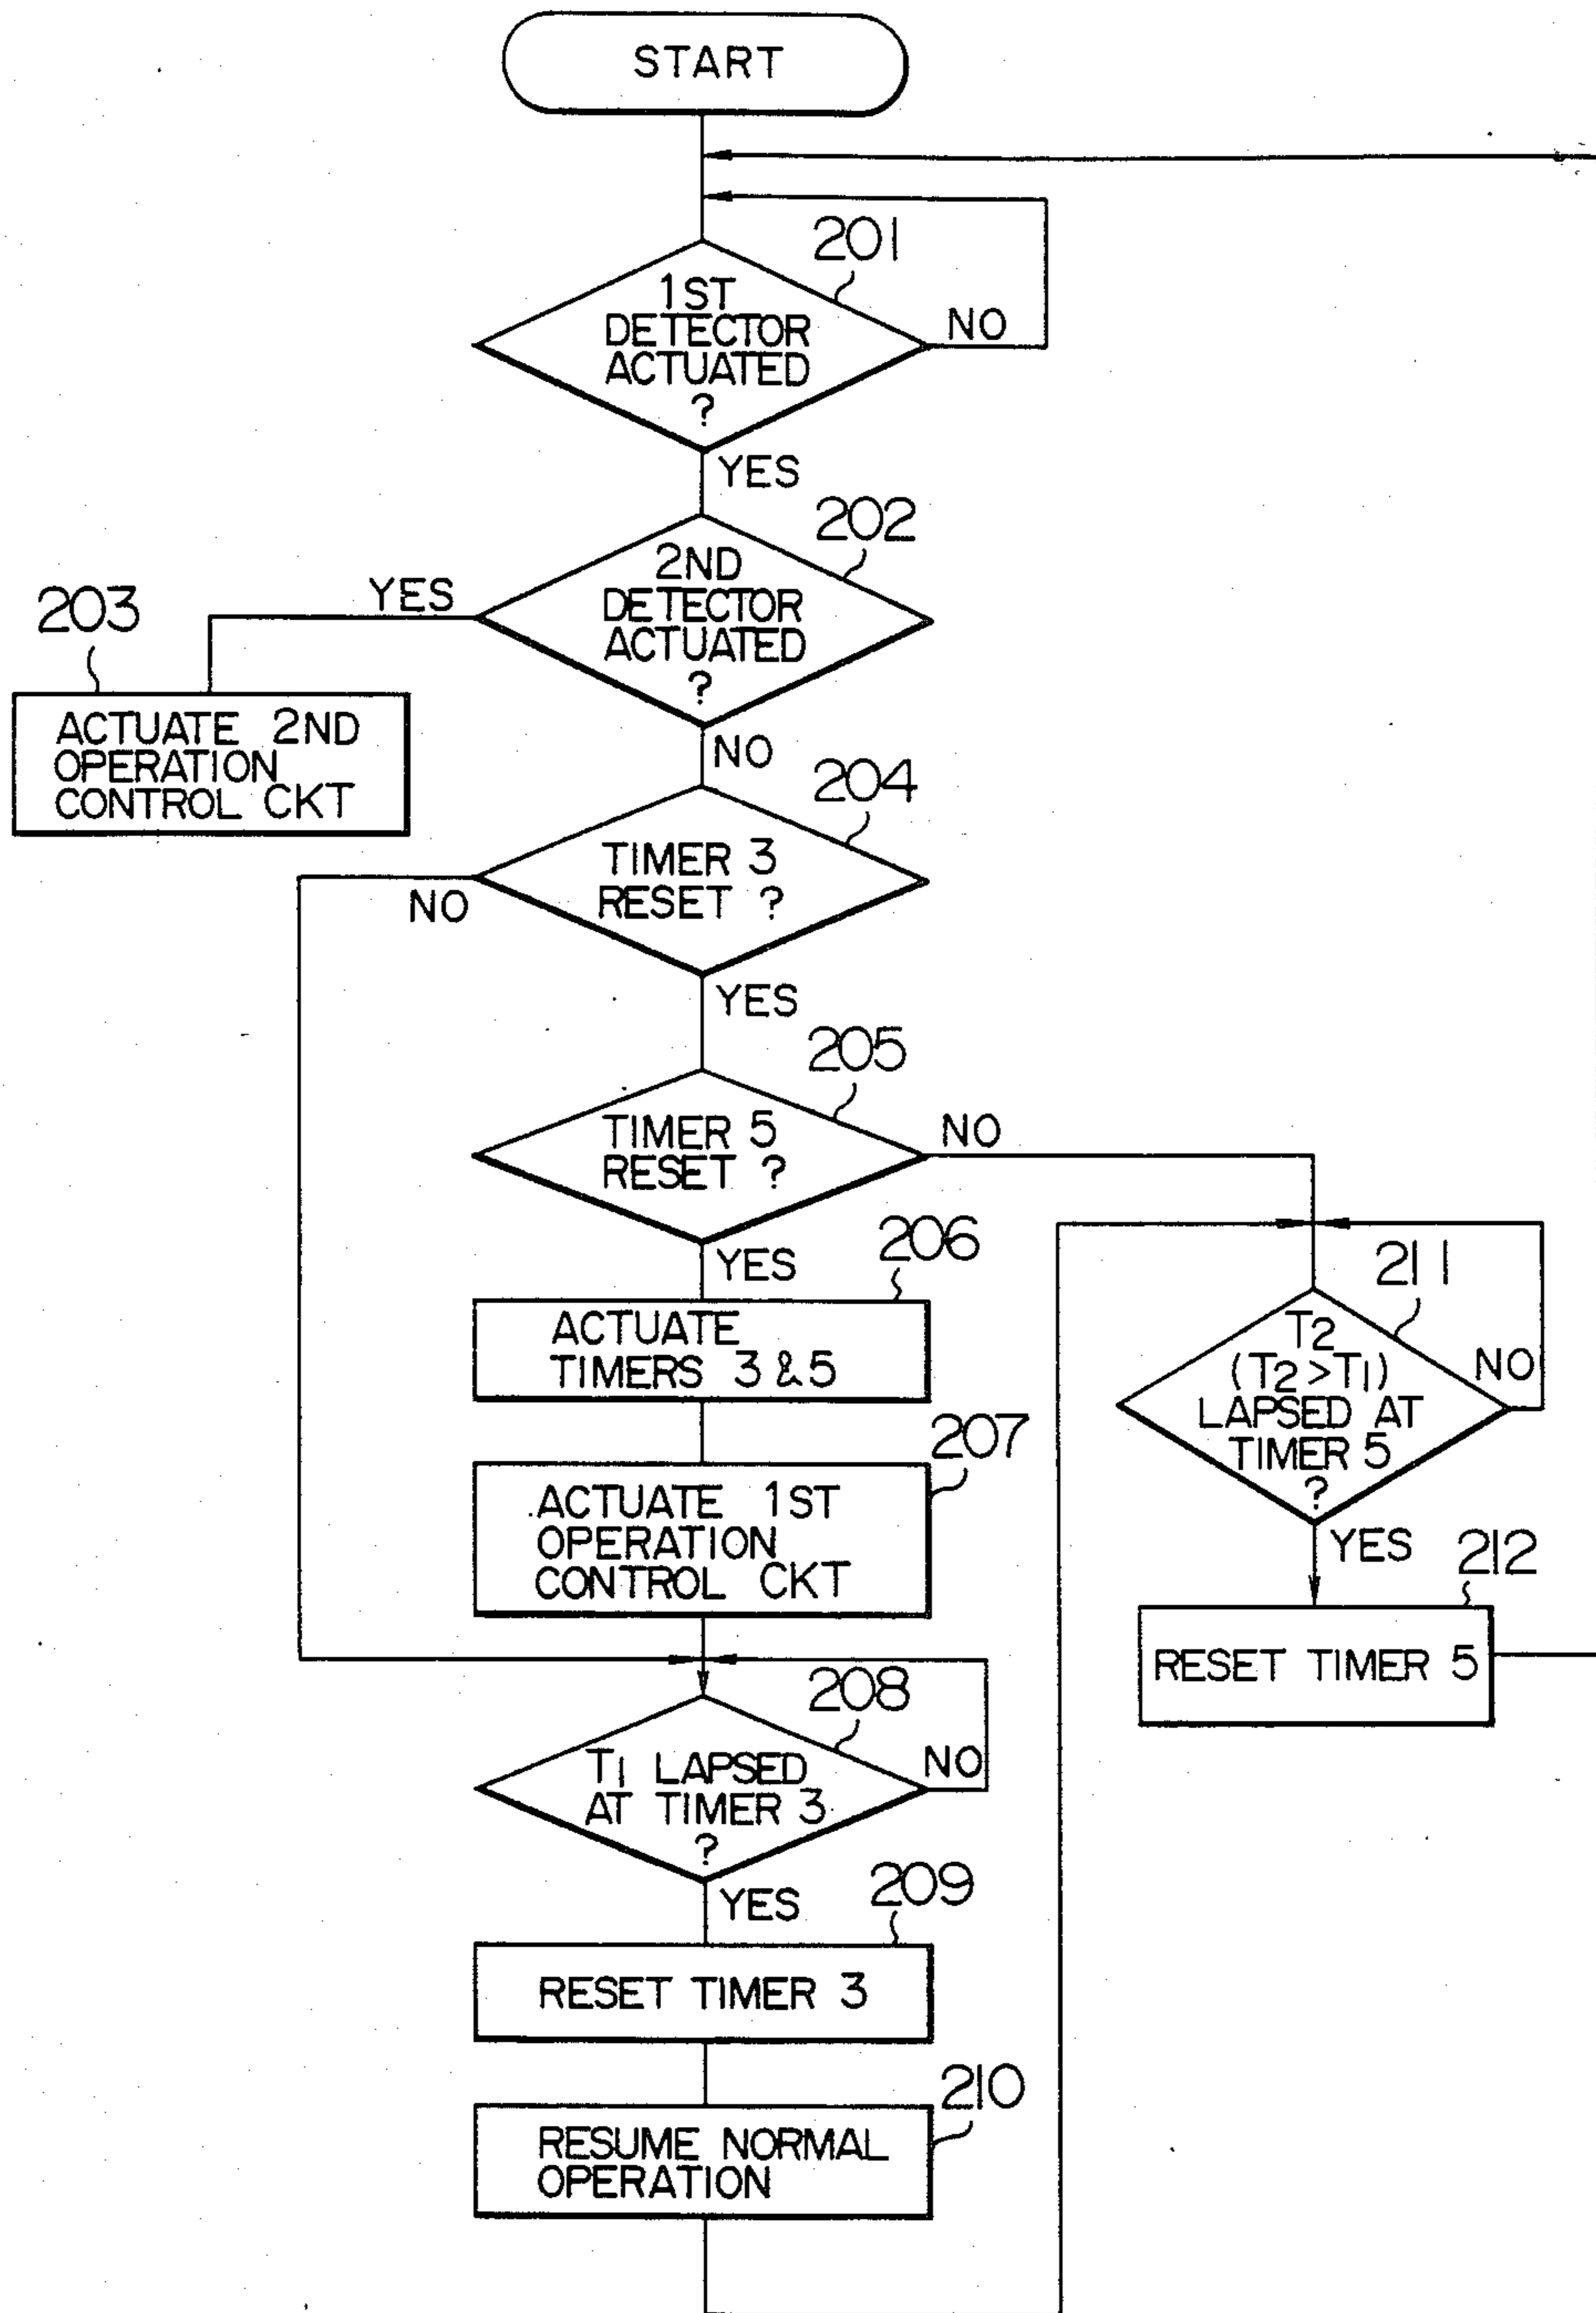 START
201
1ST
DETECTOR
ACTUATED
?
NO
YES
202
2ND
DETECTOR
ACTUATED
?
YES
203
ACTUATE 2ND
OPERATION
CONTROL CKT
NO
204
TIMER 3
RESET ?
NO
YES
205
TIMER 5
RESET ?
NO
YES
206
ACTUATE
TIMERS 3 & 5
207
ACTUATE 1ST
OPERATION
CONTROL CKT
208
T1 LAPSED
AT TIMER 3
?
NO
YES
209
RESET TIMER 3
210
RESUME NORMAL
OPERATION
211
T2
(T2 > T1)
LAPSED AT
TIMER 5
?
NO
YES
212
RESET TIMER 5